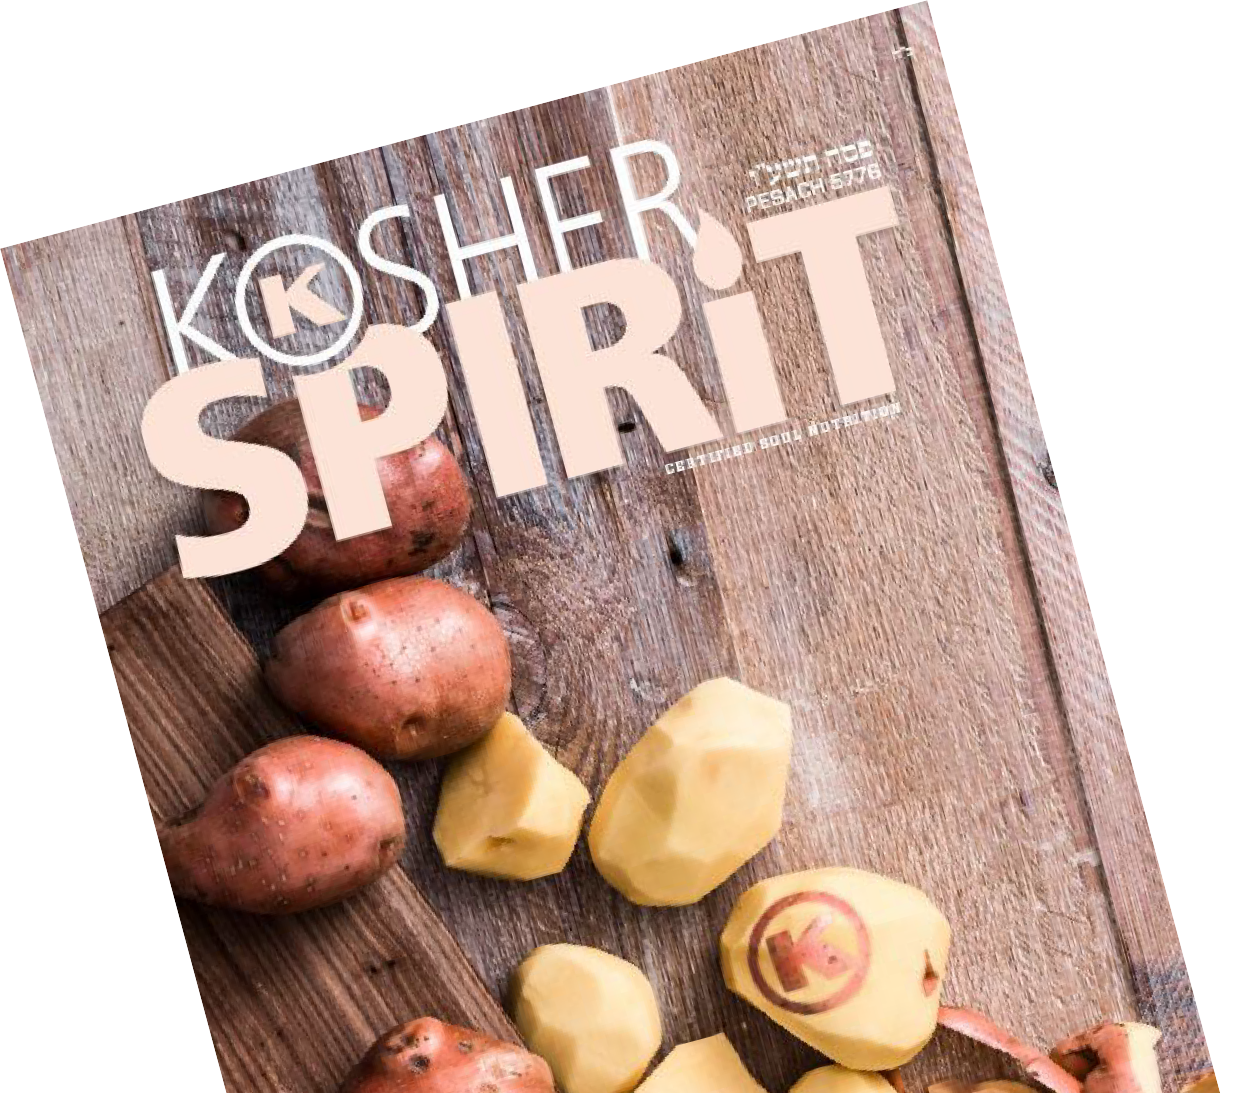 ב"ה
פסח תשע"ו
PESACH 5776
KOSHER
SPIRiT
CERTIFIED SOUL NUTRITION
K